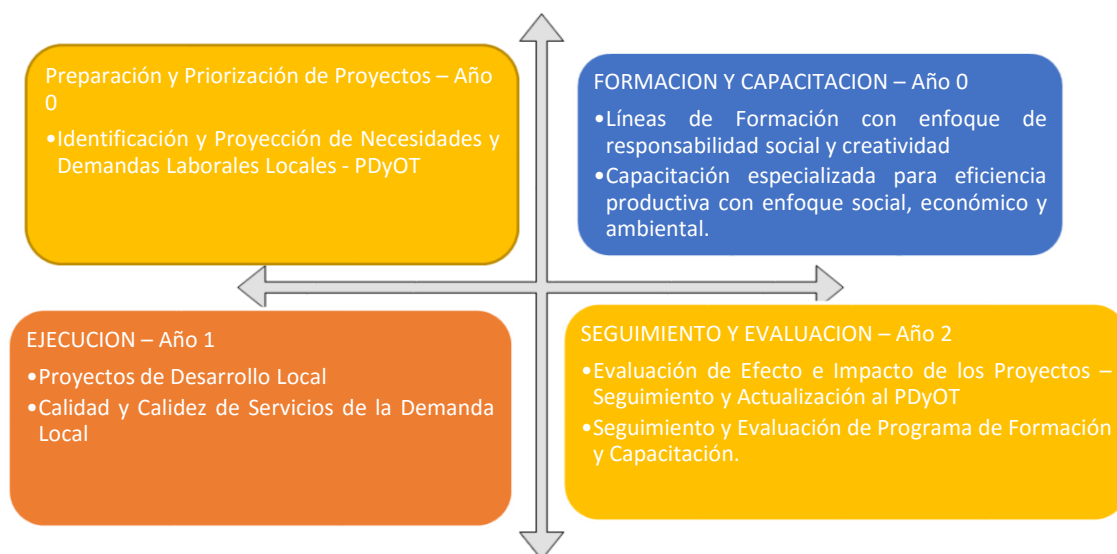 Preparación y Priorización de Proyectos – Año
0
•Identificación y Proyección de Necesidades y
Demandas Laborales Locales - PDyOT
FORMACION Y CAPACITACION – Año 0
•Líneas de Formación con enfoque de
responsabilidad social y creatividad
•Capacitación especializada para eficiencia
productiva con enfoque social, económico y
ambiental.
EJECUCION – Año 1
•Proyectos de Desarrollo Local
•Calidad y Calidez de Servicios de la Demanda
Local
SEGUIMIENTO Y EVALUACION – Año 2
•Evaluación de Efecto e Impacto de los Proyectos –
Seguimiento y Actualización al PDyOT
•Seguimiento y Evaluación de Programa de Formación
y Capacitación.